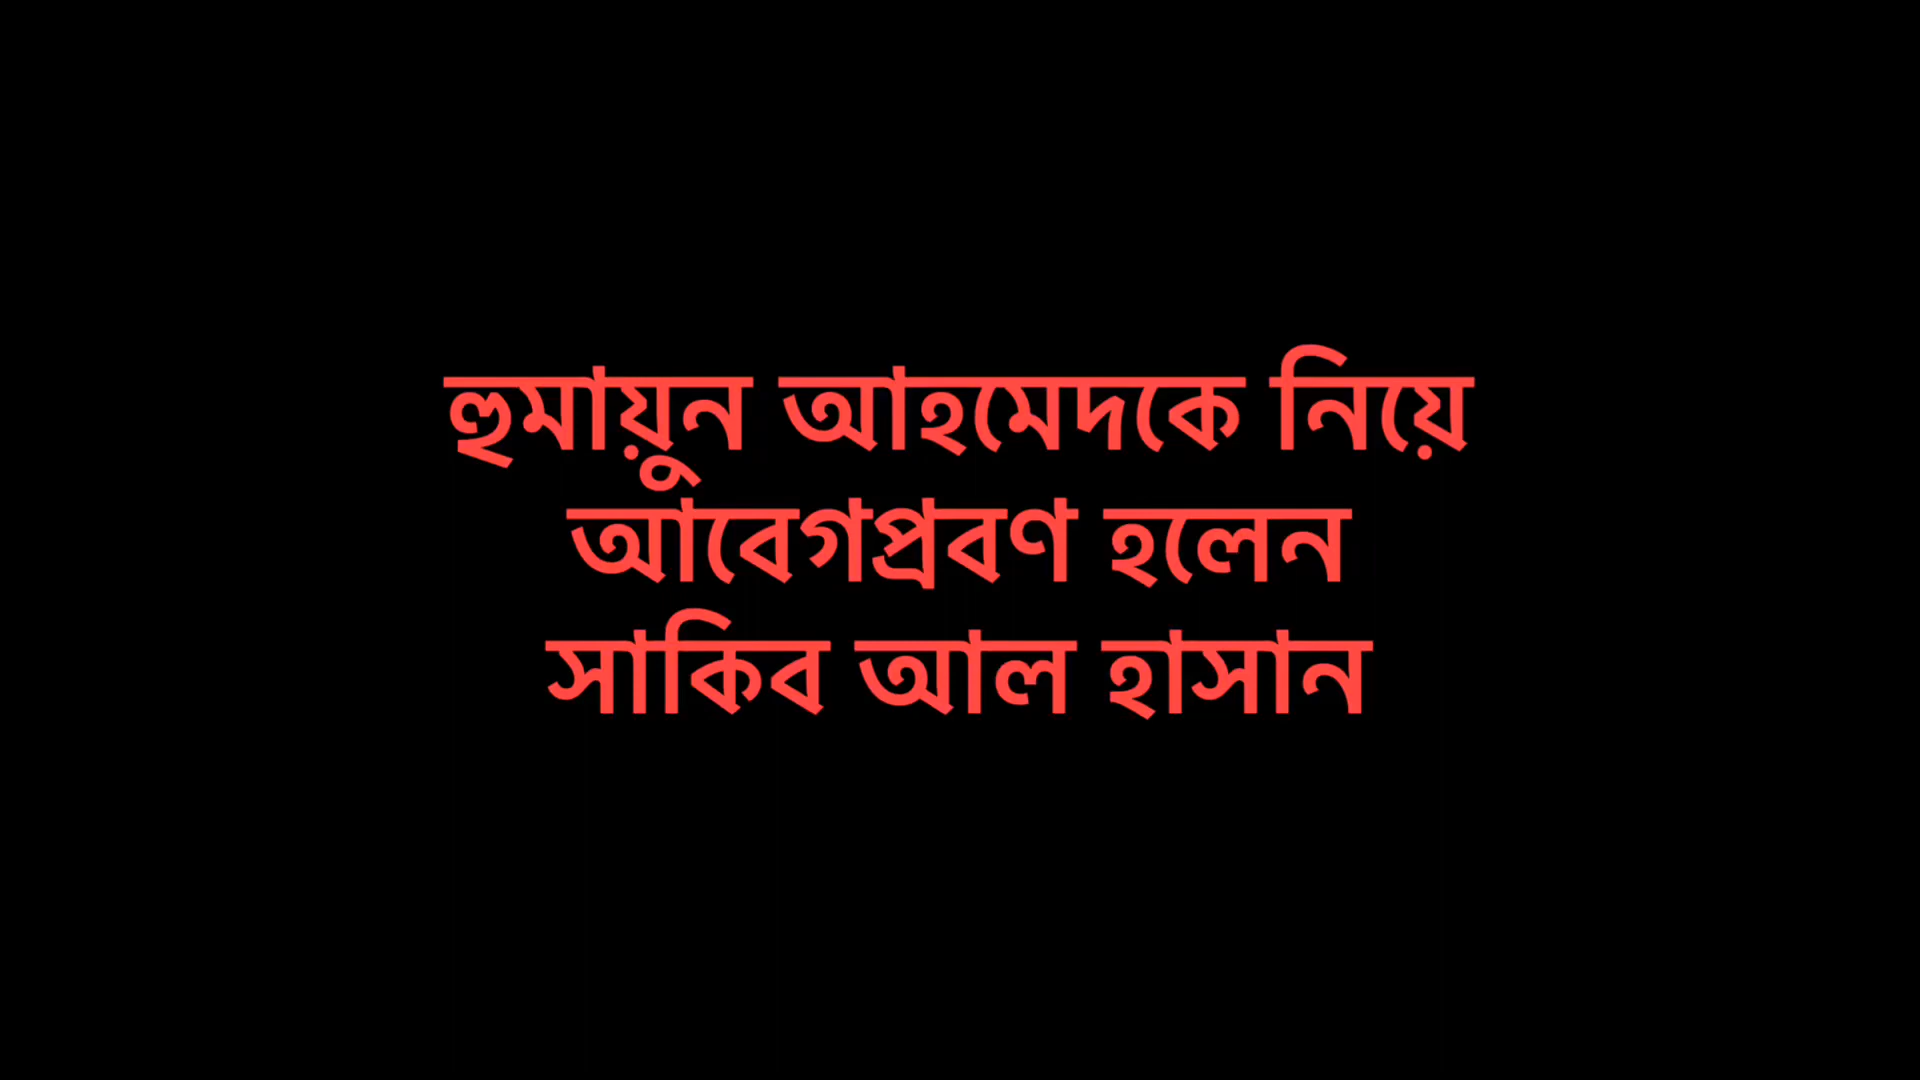 হুমায়ুন আহমেদকে নিয়ে
আবেগপ্রবণ হলেন
সাকিব আল হাসান